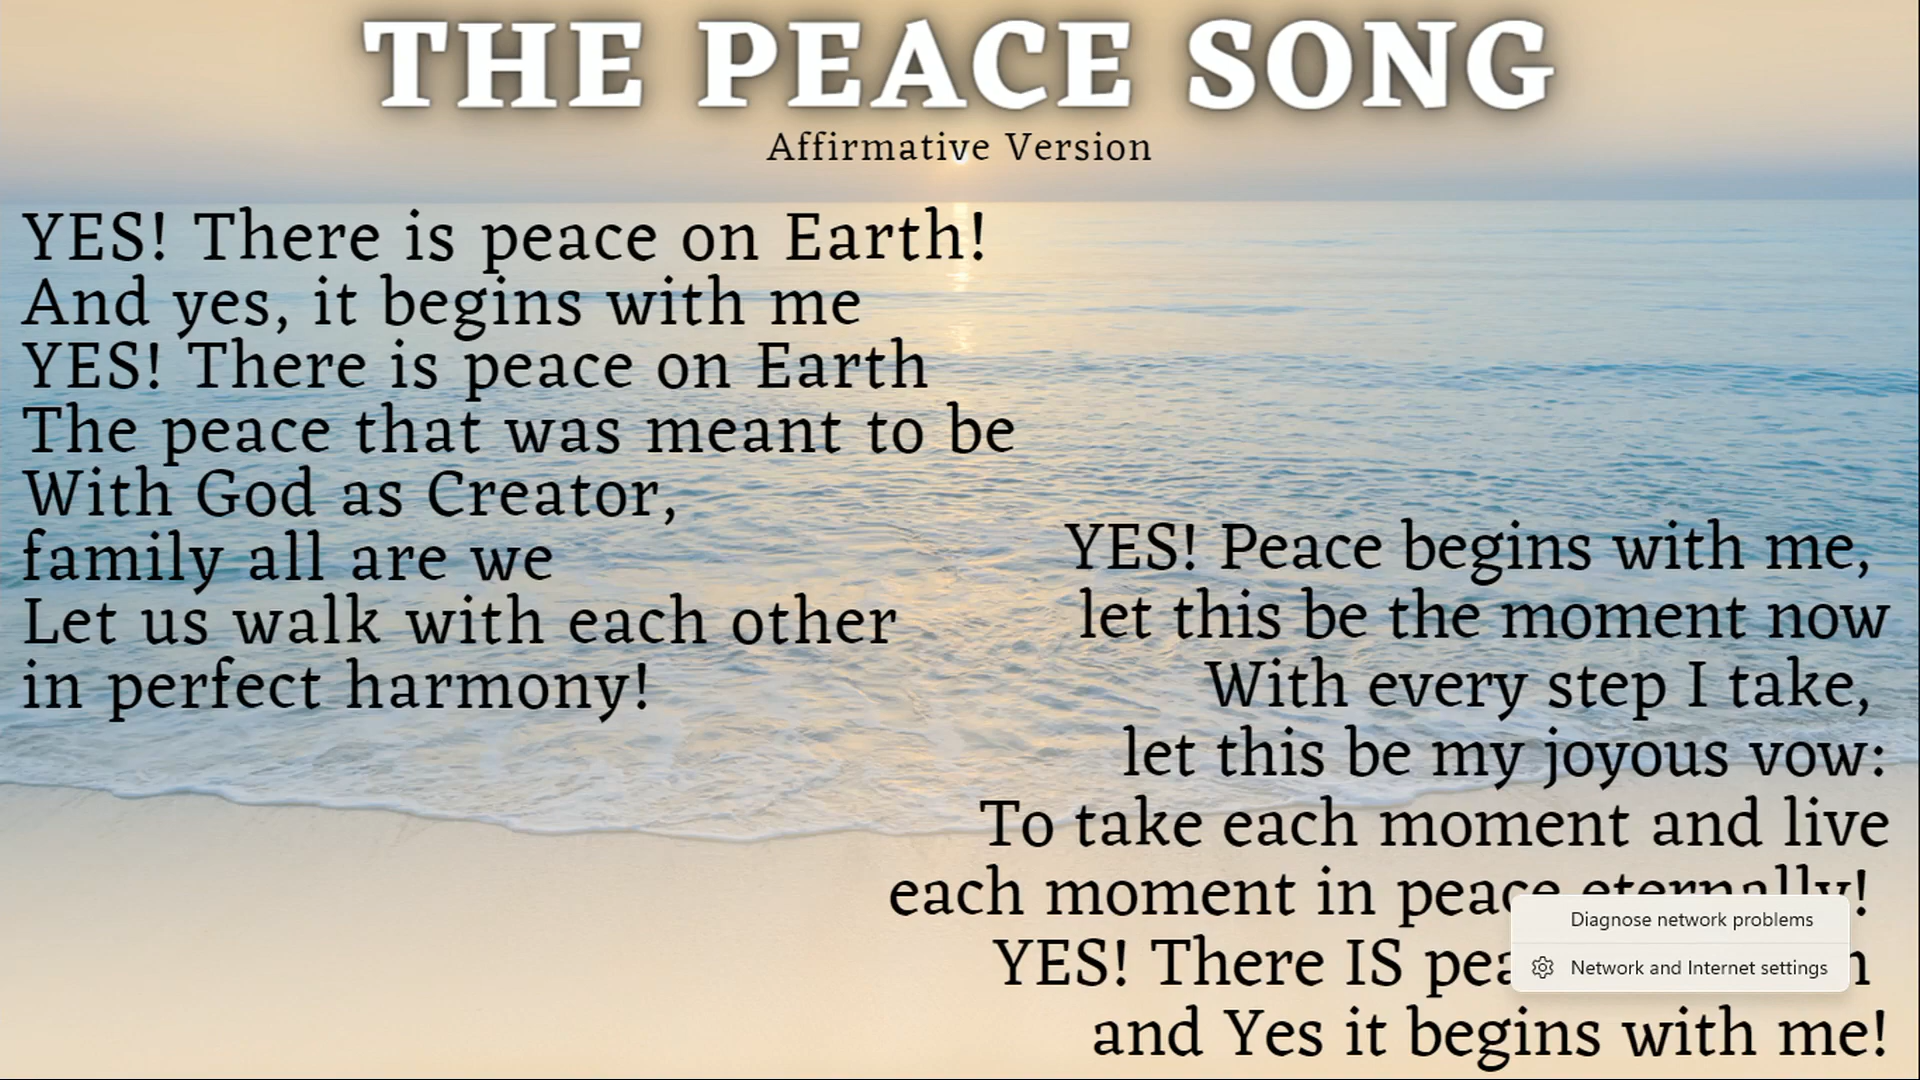 THE PEACE SONG
Affirmative Version
YES! There is peace on Earth!
And yes, it begins with me
YES! There is peace on Earth
The peace that was meant to be
With God as Creator,
family all are we
Let us walk with each other
in perfect harmony!
YES! Peace begins with me,
let this be the moment now
With every step I take,
let this be my joyous vow:
To take each moment and live
each moment in peace eternally!
YES! There IS
and Yes it begins with me!
Diagnose network problems
Network and Internet settings